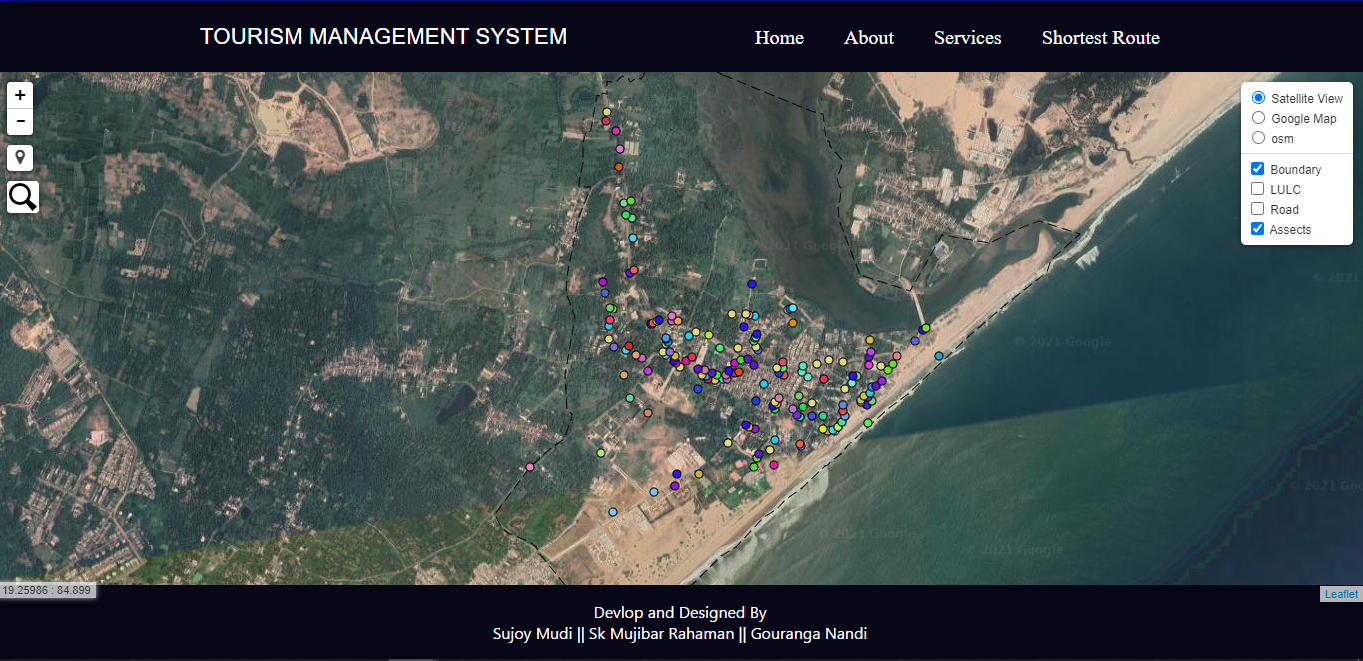 TOURISM MANAGEMENT SYSTEM
Home About Services Shortest Route
+
−
Satellite View
Google Map
osm
Boundary
LULC
Road
Assects
©2021 Google
© 2021
© 2021 Google
© 2021 Goo
© 2021 Google
© 2021 Google
19.25986 : 84.899
Leaflet
Devlop and Designed By
Sujoy Mudi || Sk Mujibar Rahaman || Gouranga Nandi